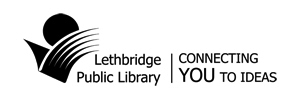 Lethbridge
Public Library
CONNECTING
YOU TO IDEAS